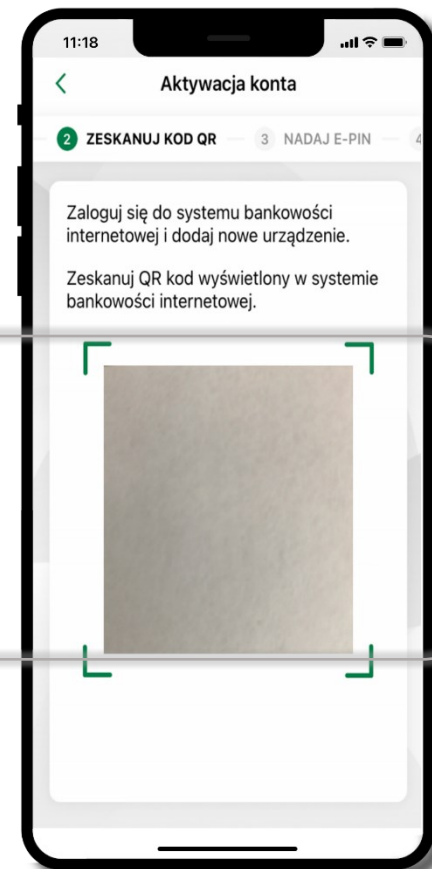 11:18
Aktywacja konta
2 ZESKANUJ KOD QR 3 NADAJ E-PIN 4
Zaloguj się do systemu bankowości
internetowej i dodaj nowe urządzenie.
Zeskanuj QR kod wyświetlony w systemie
bankowości internetowej.